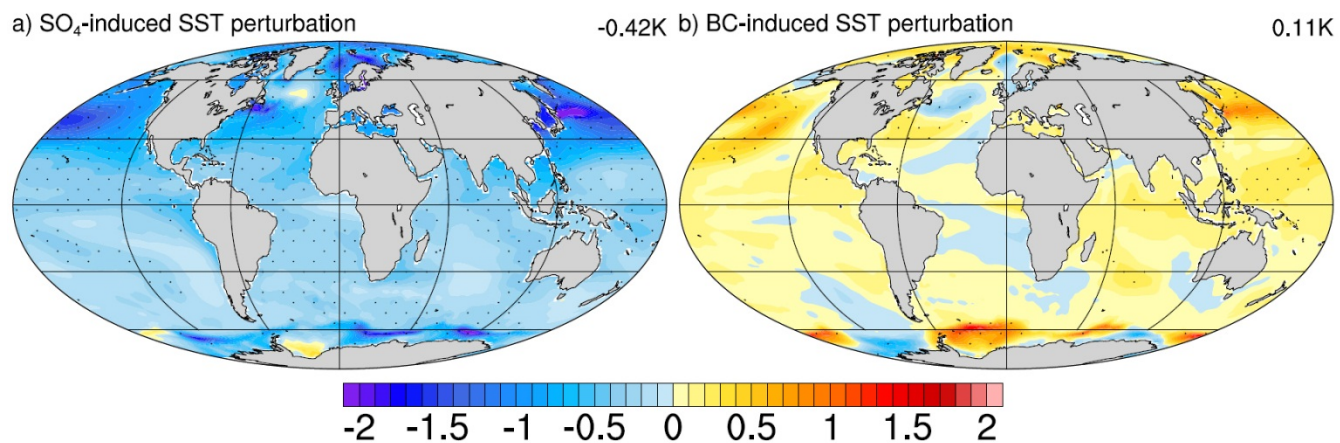 a) SO₄-induced SST perturbation -0.42K
b) BC-induced SST perturbation 0.11K
-2 -1.5 -1 -0.5 0 0.5 1 1.5 2